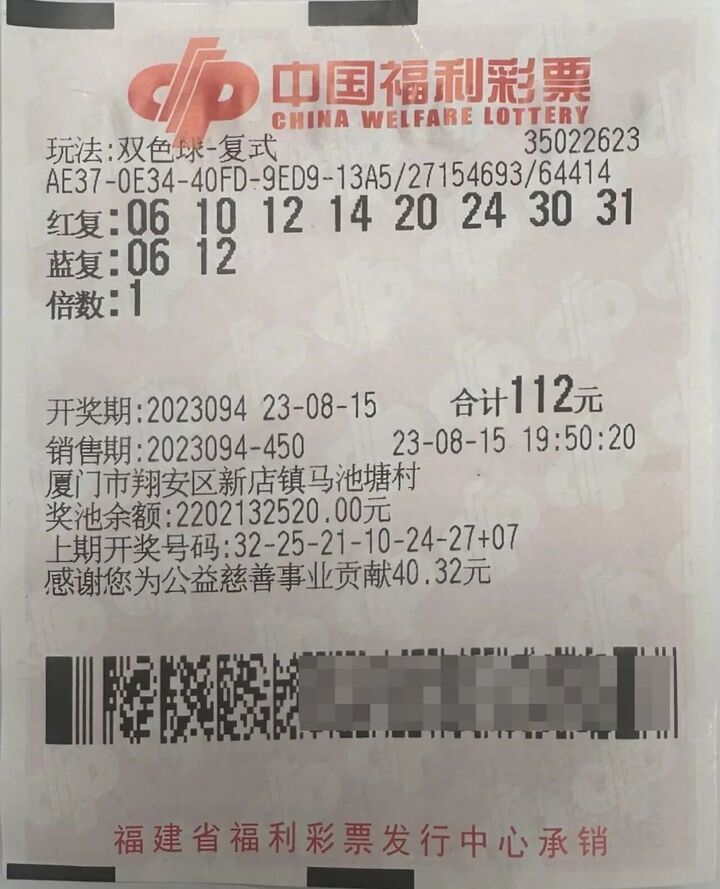 中国福利彩票
CHINA WELFARE LOTTERY
玩法:双色球-复式 35022623
AE37-0E34-40FD-9ED9-13A5/27154693/64414
红复:06 10 12 14 20 24 30 31
蓝复:06 12
倍数:1
开奖期:2023094 23-08-15 合计112元
销售期:2023094-450 23-08-15 19:50:20
厦门市翔安区新店镇马池塘村
奖池余额:2202132520.00元
上期开奖号码:32-25-21-10-24-27+07
感谢您为公益慈善事业贡献40.32元
福建省福利彩票发行中心承销